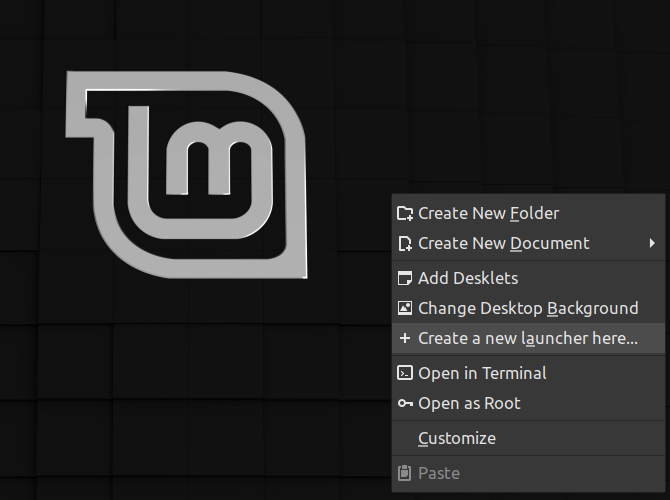 Create New Folder
Create New Document
Add Desklets
Change Desktop Background
Create a new launcher here...
Open in Terminal
Open as Root
Customize
Paste